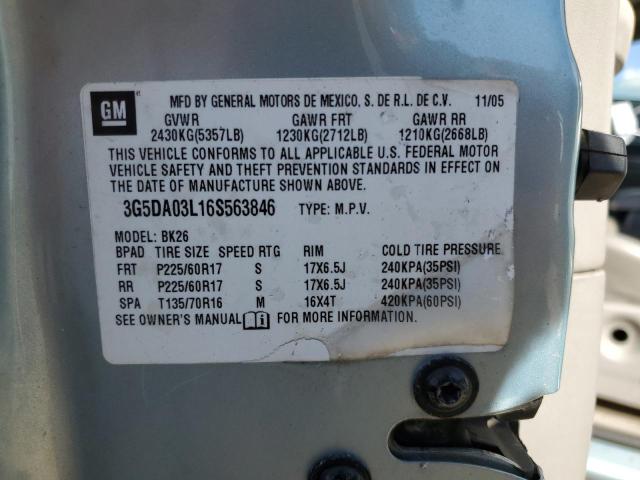 GM
MFD BY GENERAL MOTORS DE MEXICO, S. DE R.L. DE C.V. 11/05
GVWR GAWR FRT GAWR RR
2430KG(5357LB) 1230KG(2712LB) 1210KG(2668LB)
THIS VEHICLE CONFORMS TO ALL APPLICABLE U.S. FEDERAL MOTOR
VEHICLE SAFETY AND THEFT PREVENTION STANDARDS IN EFFECT ON
THE DATE OF MANUFACTURE SHOWN ABOVE.
3G5DA03L16S563846 TYPE: M.P.V.
MODEL: BK26
BPAD TIRE SIZE SPEED RTG RIM COLD TIRE PRESSURE
FRT P225/60R17 S 17X6.5J 240KPA(35PSI)
RR P225/60R17 S 17X6.5J 240KPA(35PSI)
SPA T135/70R16 M 16X4T 420KPA(60PSI)
SEE OWNER'S MANUAL FOR MORE INFORMATION.